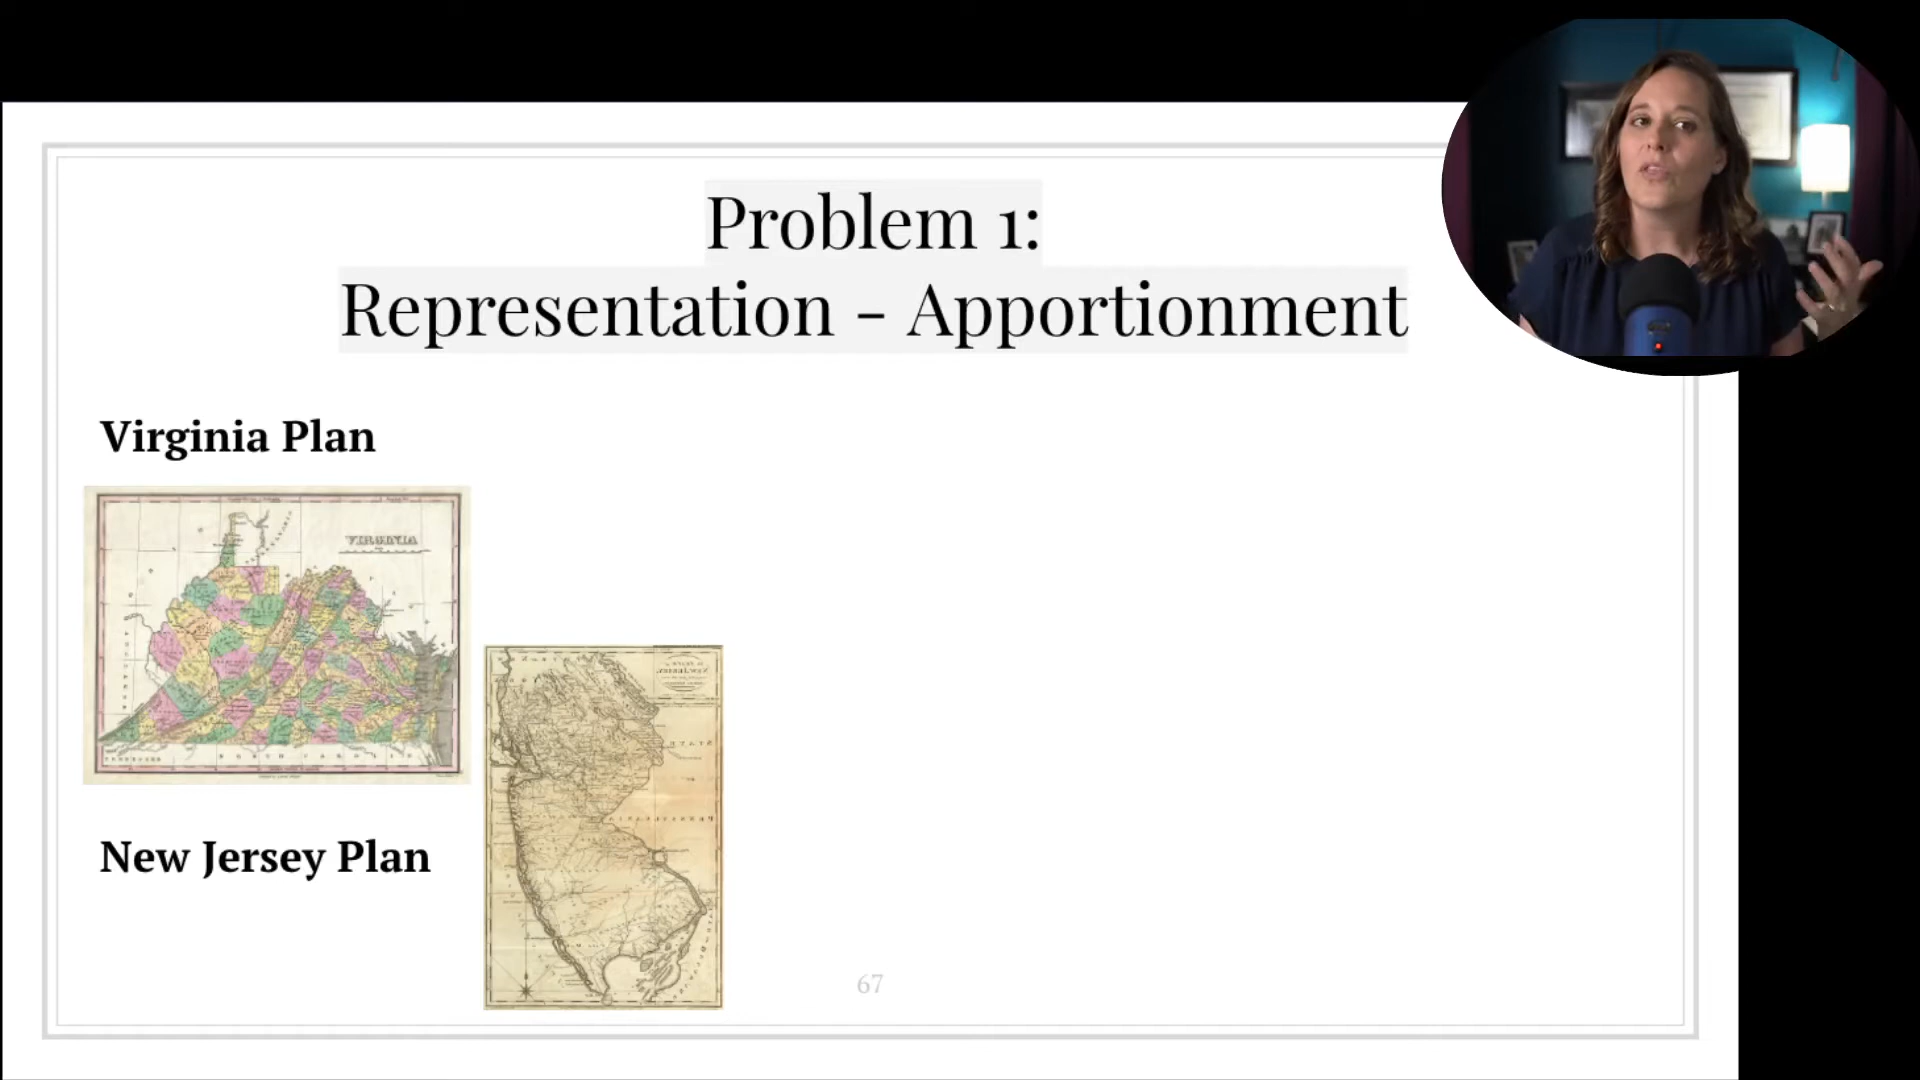 Problem 1:
Representation - Apportionment
Virginia Plan
VIRGINIA
New Jersey Plan
67